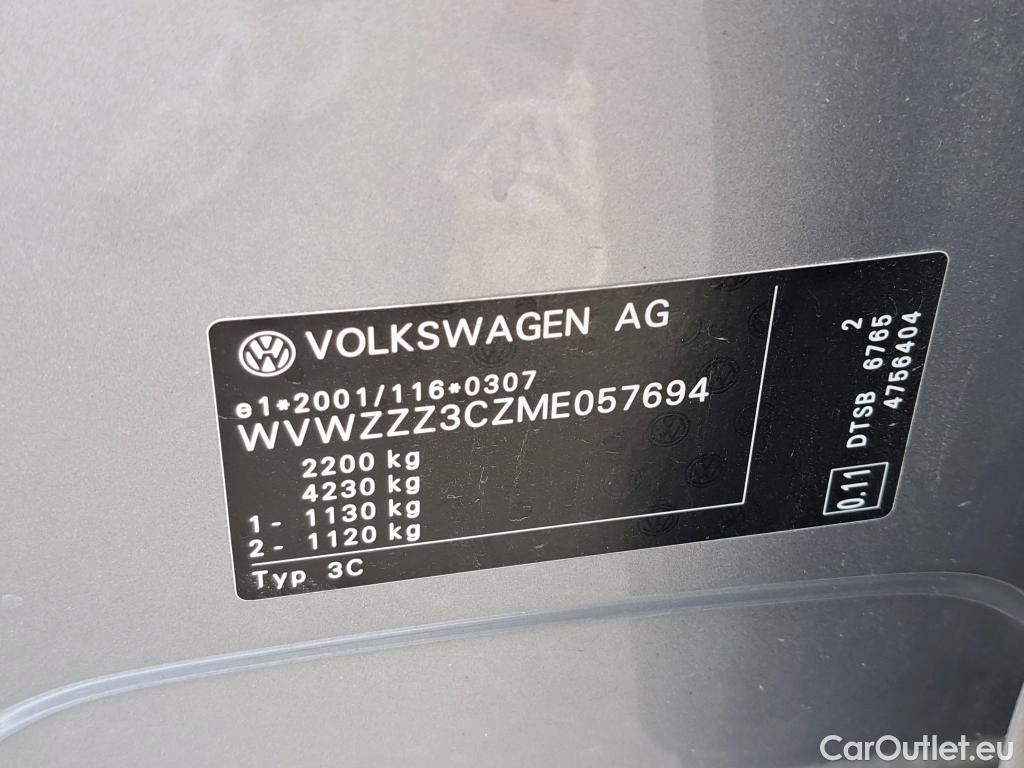 VOLKSWAGEN AG
e1*2001/116*0307
WVWZZZ3CZME057694
2200 kg
4230 kg
1- 1130 kg
2- 1120 kg
Typ 3C
0.11 DTSB 6765 2
4756404
CarOutlet.eu